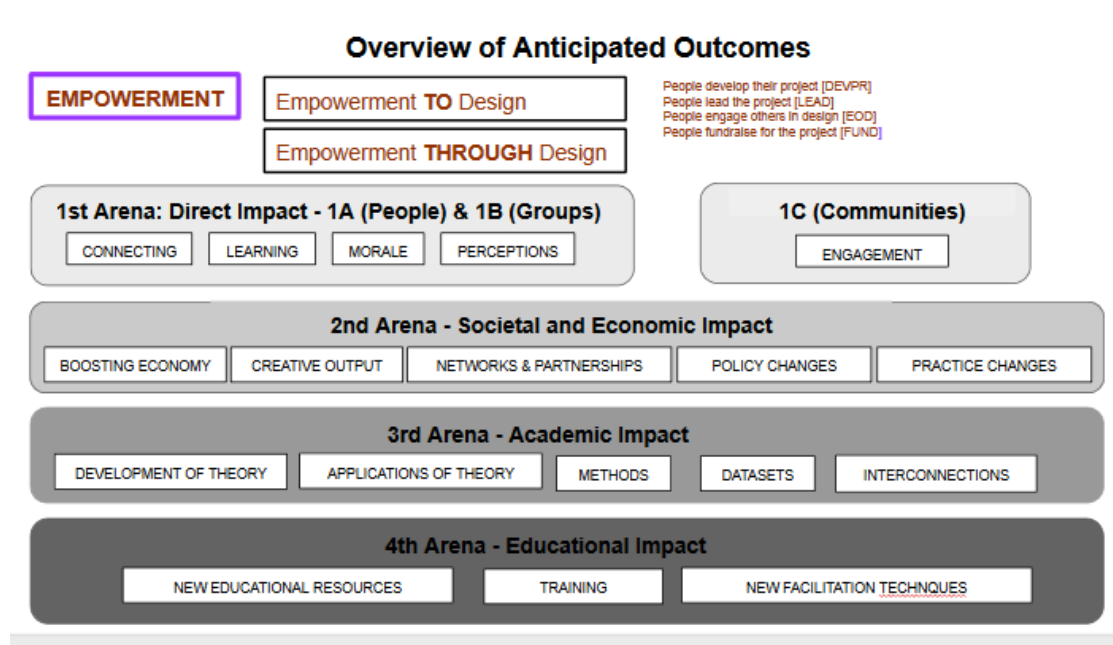 Overview of Anticipated Outcomes
EMPOWERMENT
Empowerment TO Design
Empowerment THROUGH Design
People develop their project [DEVPR]
People lead the project [LEAD]
People engage others in design [EOD]
People fundraise for the project [FUND]
1st Arena: Direct Impact - 1A (People) & 1B (Groups)
CONNECTING
LEARNING
MORALE
PERCEPTIONS
1C (Communities)
ENGAGEMENT
2nd Arena - Societal and Economic Impact
BOOSTING ECONOMY
CREATIVE OUTPUT
NETWORKS & PARTNERSHIPS
POLICY CHANGES
PRACTICE CHANGES
3rd Arena - Academic Impact
DEVELOPMENT OF THEORY
APPLICATIONS OF THEORY
METHODS
DATASETS
INTERCONNECTIONS
4th Arena - Educational Impact
NEW EDUCATIONAL RESOURCES
TRAINING
NEW FACILITATION TECHNQUES